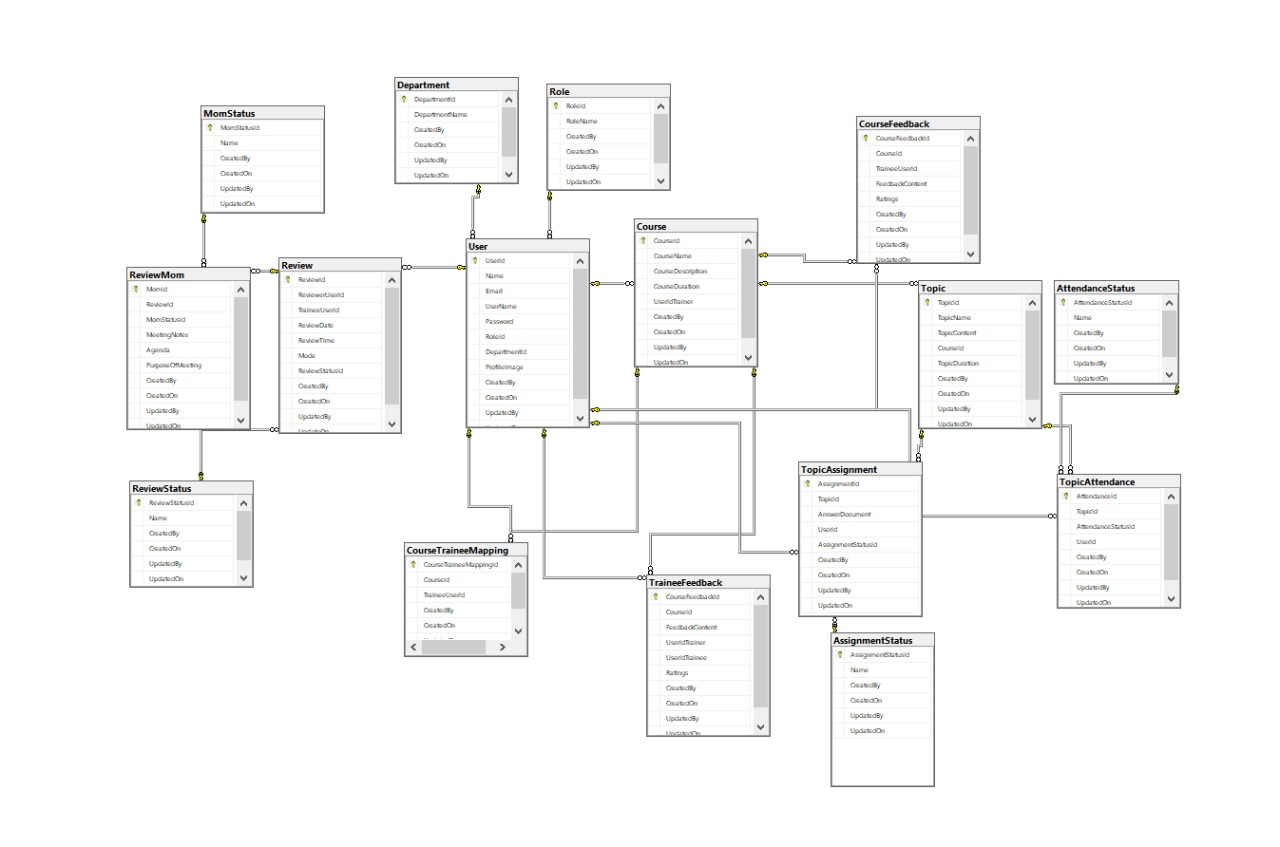 Department
DepartmentId
DepartmentName
CreatedBy
CreatedOn
UpdatedBy
UpdatedOn
Role
RoleId
RoleName
CreatedBy
CreatedOn
UpdatedBy
UpdatedOn
MomStatus
MomStatusId
Name
CreatedBy
CreatedOn
UpdatedBy
UpdatedOn
CourseFeedback
CourseFeedbackId
CourseId
TraineeUserId
FeedbackContent
Ratings
CreatedBy
CreatedOn
UpdatedBy
UpdatedOn
Course
CourseId
CourseName
CourseDescription
CourseDuration
UserIdTrainer
CreatedBy
CreatedOn
UpdatedBy
UpdatedOn
User
UserId
Name
Email
UserName
Password
RoleId
DepartmentId
ProfileImage
CreatedBy
CreatedOn
UpdatedBy
Review
ReviewId
ReviewerUserId
TraineeUserId
ReviewDate
ReviewTime
Mode
ReviewStatusId
CreatedBy
CreatedOn
UpdatedBy
UpdatedOn
ReviewMom
MomId
ReviewId
MomStatusId
MeetingNotes
Agenda
PurposeOfMeeting
CreatedBy
CreatedOn
UpdatedBy
UpdatedOn
Topic
TopicId
TopicName
TopicContent
CourseId
TopicDuration
CreatedBy
CreatedOn
UpdatedBy
UpdatedOn
AttendanceStatus
AttendanceStatusId
Name
CreatedBy
CreatedOn
UpdatedBy
UpdatedOn
ReviewStatus
ReviewStatusId
Name
CreatedBy
CreatedOn
UpdatedBy
UpdatedOn
TopicAssignment
AssignmentId
TopicId
AnswerDocument
UserId
AssignmentStatusId
CreatedBy
CreatedOn
UpdatedBy
UpdatedOn
TopicAttendance
AttendanceId
TopicId
AttendanceStatusId
UserId
CreatedBy
CreatedOn
UpdatedBy
UpdatedOn
CourseTraineeMapping
CourseTraineeMappingId
CourseId
TraineeUserId
CreatedBy
CreatedOn
TraineeFeedback
CourseFeedbackId
CourseId
FeedbackContent
UserIdTrainer
UserIdTrainee
Ratings
CreatedBy
CreatedOn
UpdatedBy
UpdatedOn
AssignmentStatus
AssignmentStatusId
Name
CreatedBy
CreatedOn
UpdatedBy
UpdatedOn